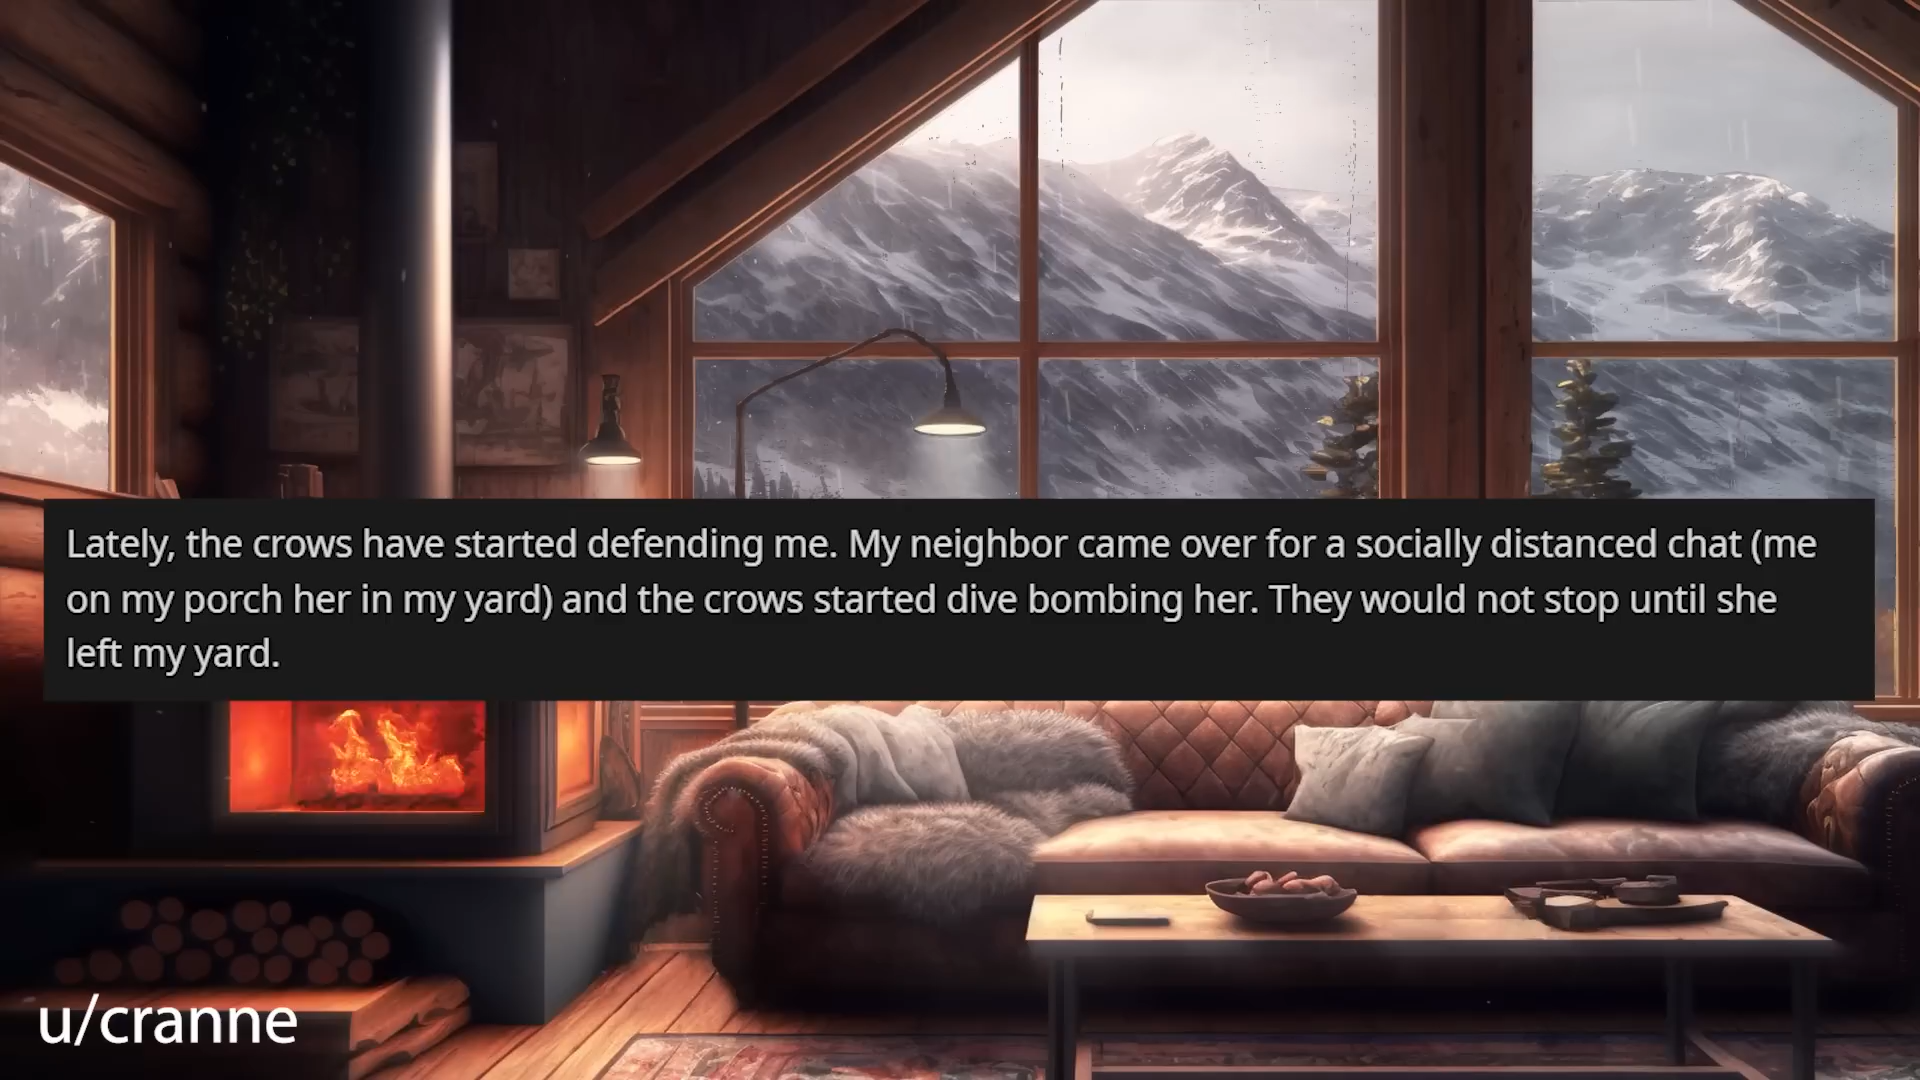 Lately, the crows have started defending me. My neighbor came over for a socially distanced chat (me
on my porch her in my yard) and the crows started dive bombing her. They would not stop until she
left my yard.
u/cranne